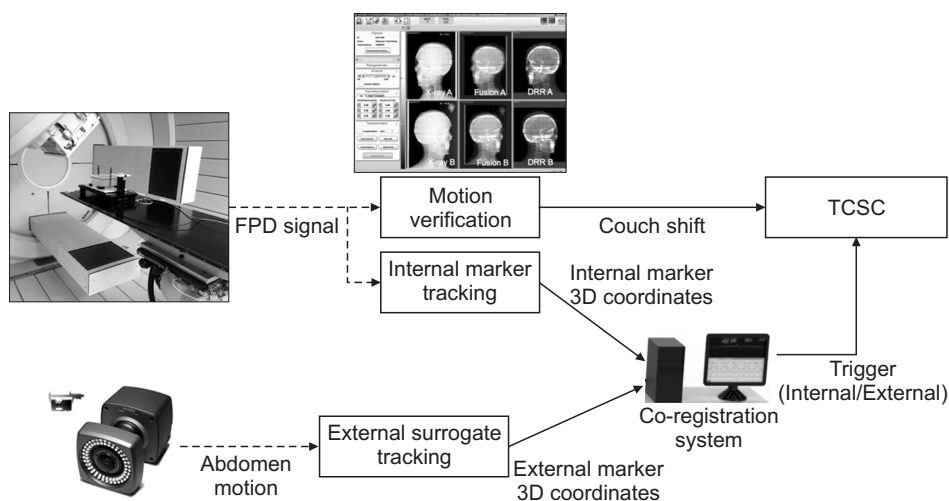 X-ray A
Fusion A
DRR A
X-ray B
Fusion B
DRR B
FPD signal
Motion
verification
Couch shift
TCSC
Internal marker
tracking
Internal marker
3D coordinates
Trigger
(Internal/External)
Co-registration
system
Abdomen
motion
External surrogate
tracking
External marker
3D coordinates